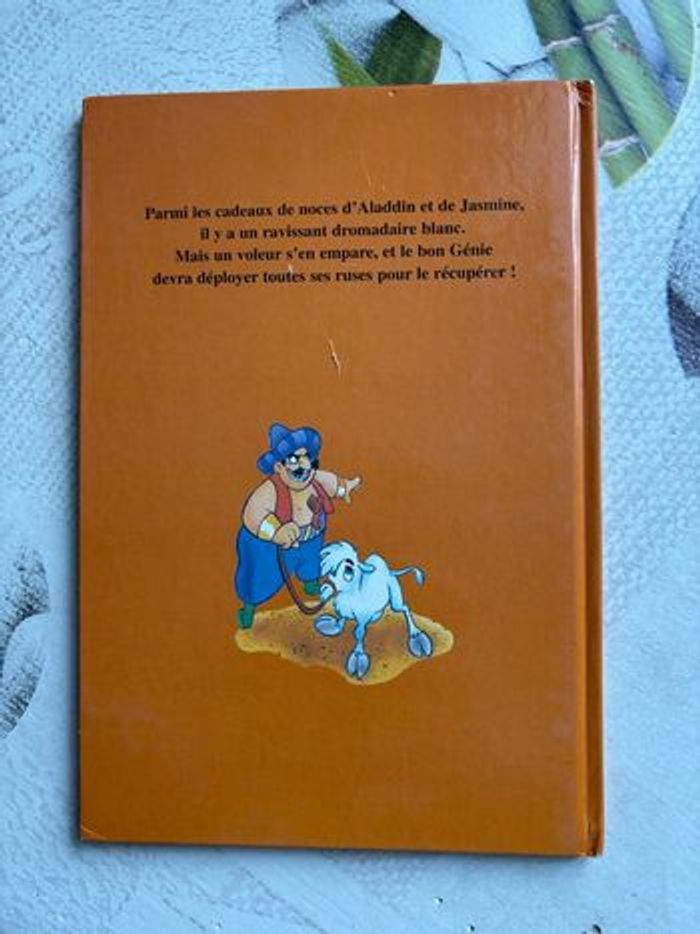 Parmi les cadeaux de noces d'Aladdin et de Jasmine,
il y a un ravissant dromadaire blanc.
Mais un voleur s'en empare, et le bon Génie
devra déployer toutes ses ruses pour le récupérer !